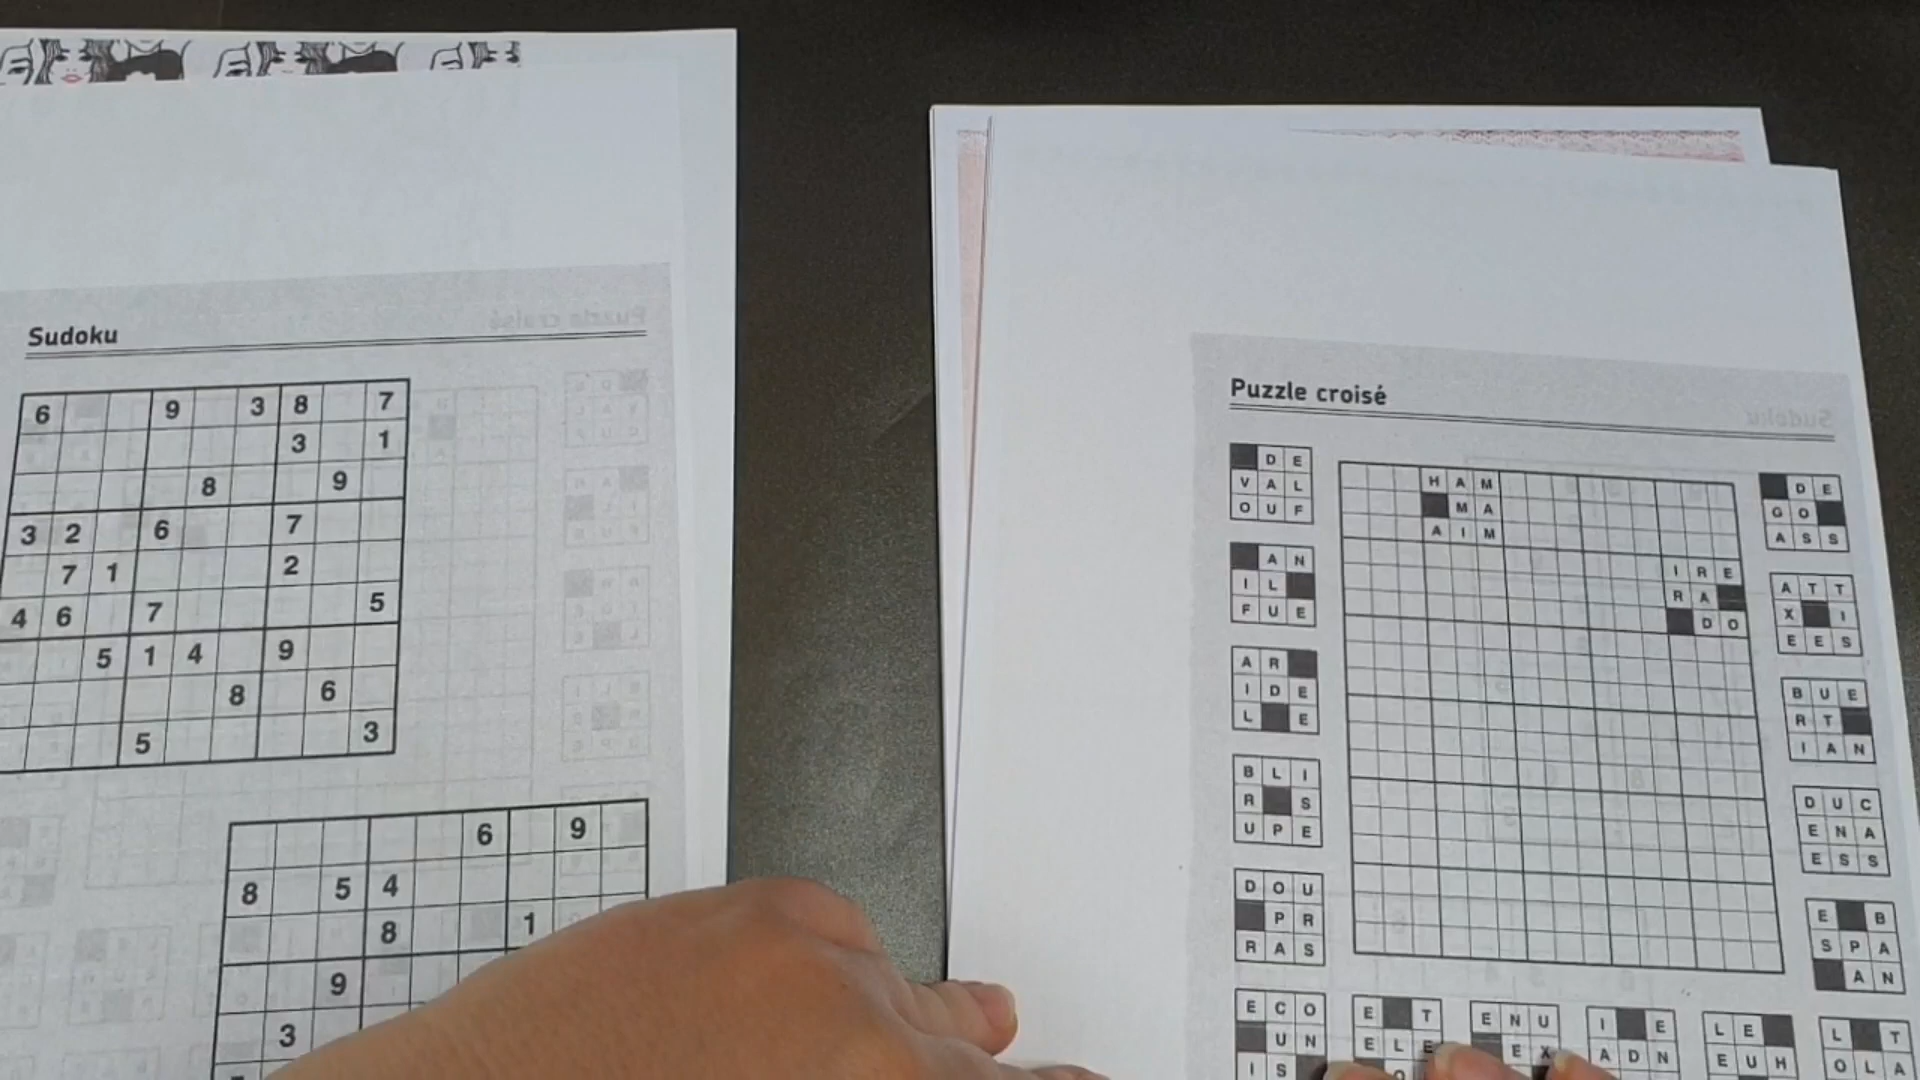 Sudoku
6 9 3 8 7
3 1
8 9
3 2 6 7
7 1 2
4 6 7 5
5 1 4 9
8 6
5 3
6 9
8 5 4
8 1
9
3
Puzzle croisé
D E
V A L
O U F
A N
I L
F U E
A R
I D E
L E
B L I
R S
U P E
D O U
P R
R A S
H A M
M A
A I M
I R E
R A
D O
D E
G O
A S S
A T T
X I
E E S
B U E
R T
I A N
D U C
E N A
E S S
E B
S P A
A N
E C O
U N
I S
E T
E L E
O
E N U
E X
I E
A D N
L E
E U H
L T
O L A